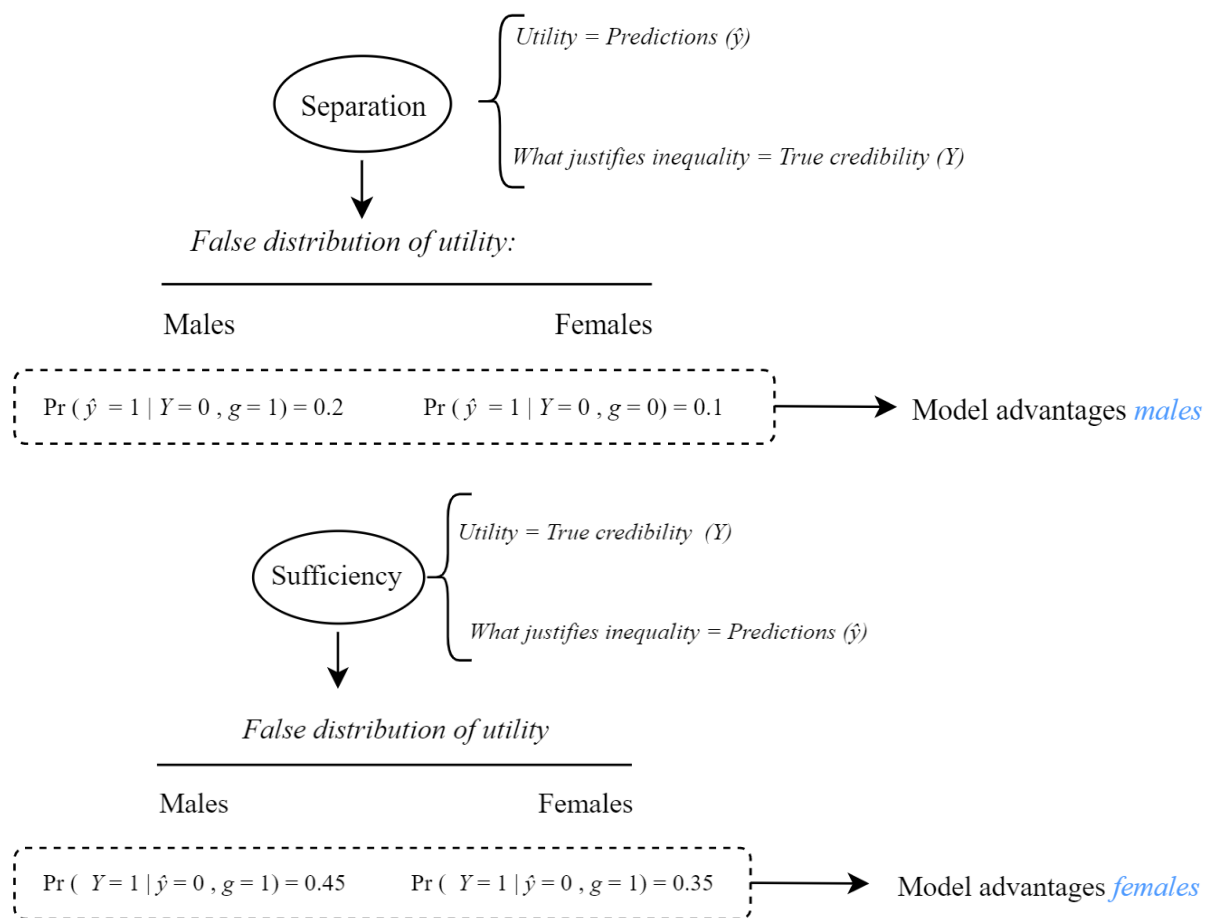 Utility = Predictions (ŷ)
Separation
What justifies inequality = True credibility (Y)
False distribution of utility:
Males Females
Pr ( ŷ = 1 | Y = 0 , g = 1) = 0.2 Pr ( ŷ = 1 | Y = 0 , g = 0) = 0.1 Model advantages males
Utility = True credibility (Y)
Sufficiency
What justifies inequality = Predictions (ŷ)
False distribution of utility
Males Females
Pr ( Y = 1 | ŷ = 0 , g = 1) = 0.45 Pr ( Y = 1 | ŷ = 0 , g = 1) = 0.35 Model advantages females